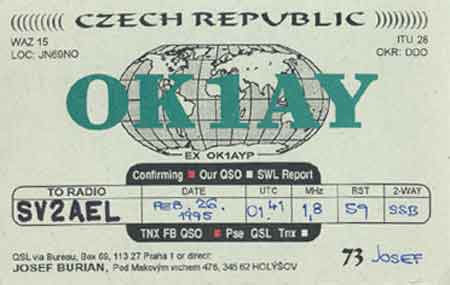 CZECH REPUBLIC
WAZ 15 ITU 28
LOC: JN69NO OKR: DDO
OK1AY
EX OK1AYP
Confirming Our QSO SWL Report
TO RADIO DATE UTC MHz RST 2-WAY
SV2AEL FEB. 26. 1995 01.41 1,8 59 SSB
TNX FB QSO Pse QSL Tnx
QSL via Bureau, Box 69, 113 27 Praha 1 or direct:
JOSEF BURIAN, Pod Makovým vrchem 476, 345 62 HOLÝŠOV
73 JOSEF